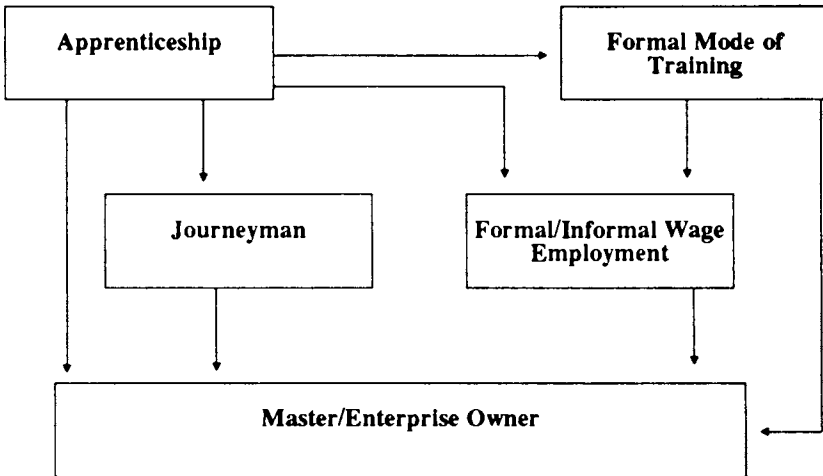 Apprenticeship
Formal Mode of
Training
Journeyman
Formal/Informal Wage
Employment
Master/Enterprise Owner